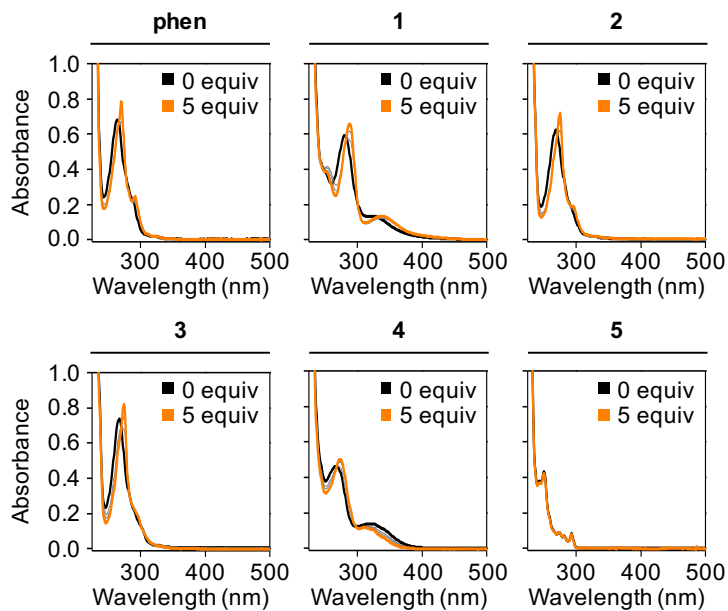 phen
1
2
1.0
0.8
0.6
0.4
0.2
0.0
Absorbance
0 equiv
5 equiv
0 equiv
5 equiv
0 equiv
5 equiv
300 400 500
300 400 500
300 400 500
Wavelength (nm)
Wavelength (nm)
Wavelength (nm)
3
4
5
1.0
0.8
0.6
0.4
0.2
0.0
Absorbance
0 equiv
5 equiv
0 equiv
5 equiv
0 equiv
5 equiv
300 400 500
300 400 500
300 400 500
Wavelength (nm)
Wavelength (nm)
Wavelength (nm)